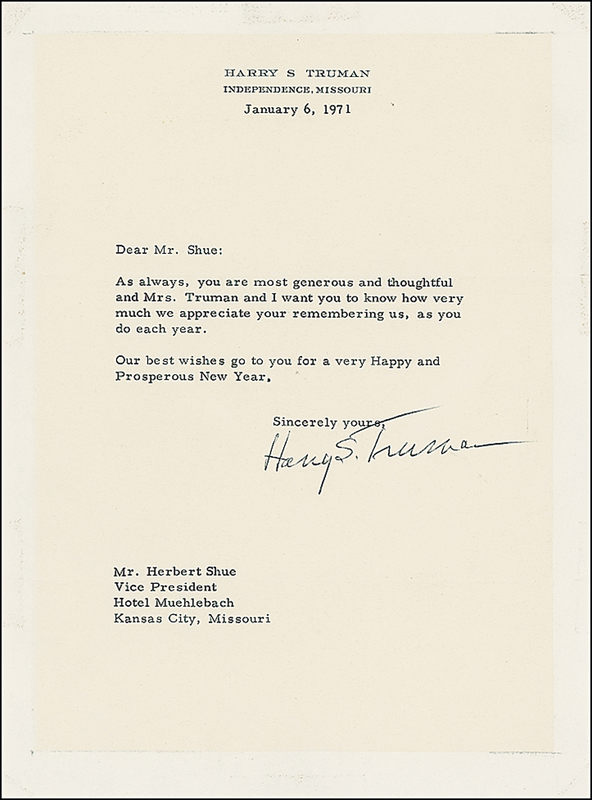 HARRY S TRUMAN
INDEPENDENCE, MISSOURI
January 6, 1971
Dear Mr. Shue:
As always, you are most generous and thoughtful
and Mrs. Truman and I want you to know how very
much we appreciate your remembering us, as you
do each year.
Our best wishes go to you for a very Happy and
Prosperous New Year.
Sincerely yours,
Harry S. Truman
Mr. Herbert Shue
Vice President
Hotel Muehlebach
Kansas City, Missouri